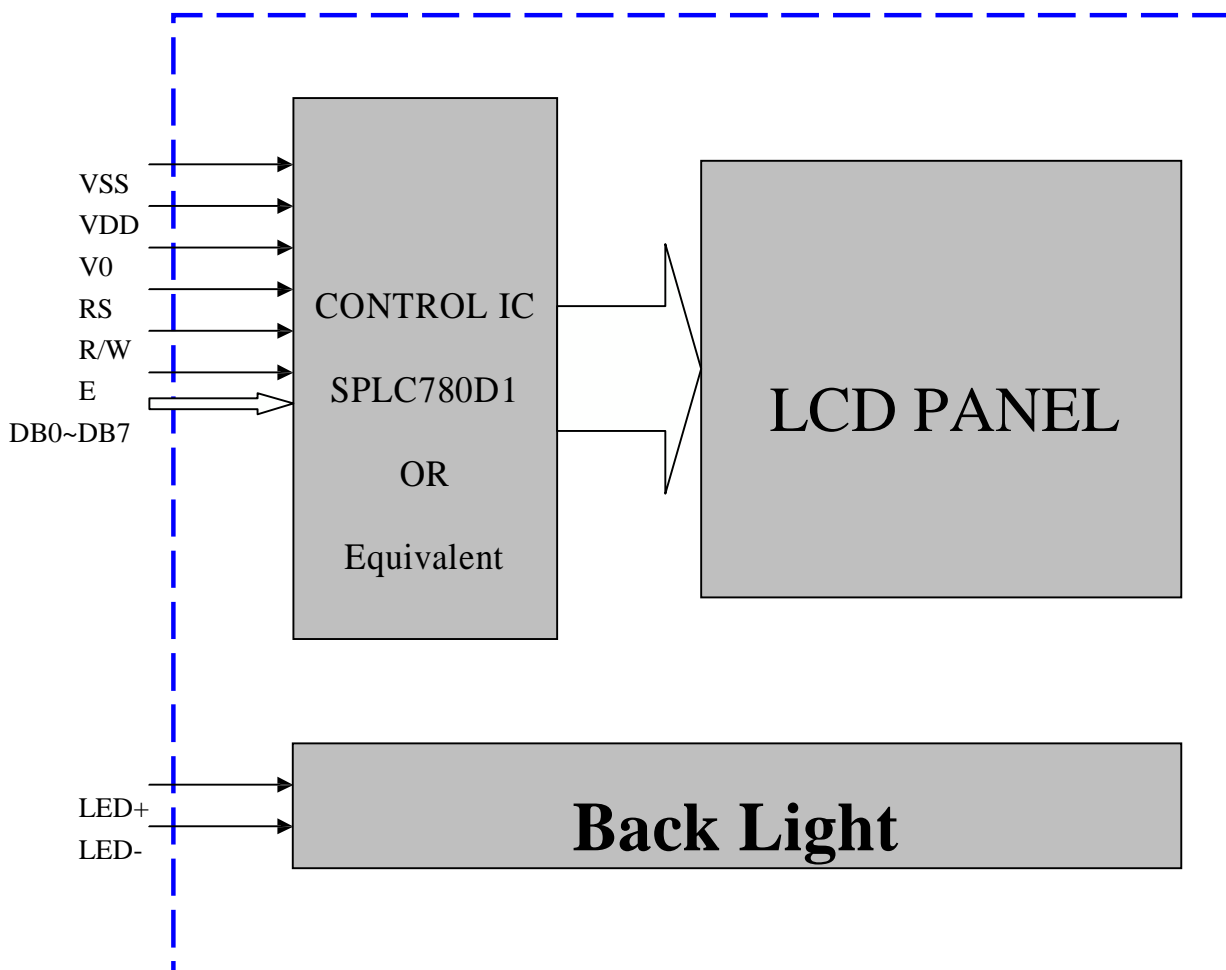 VSS
VDD
V0
RS
R/W
E
DB0~DB7
CONTROL IC
SPLC780D1
OR
Equivalent
LCD PANEL
LED+
LED-
Back Light